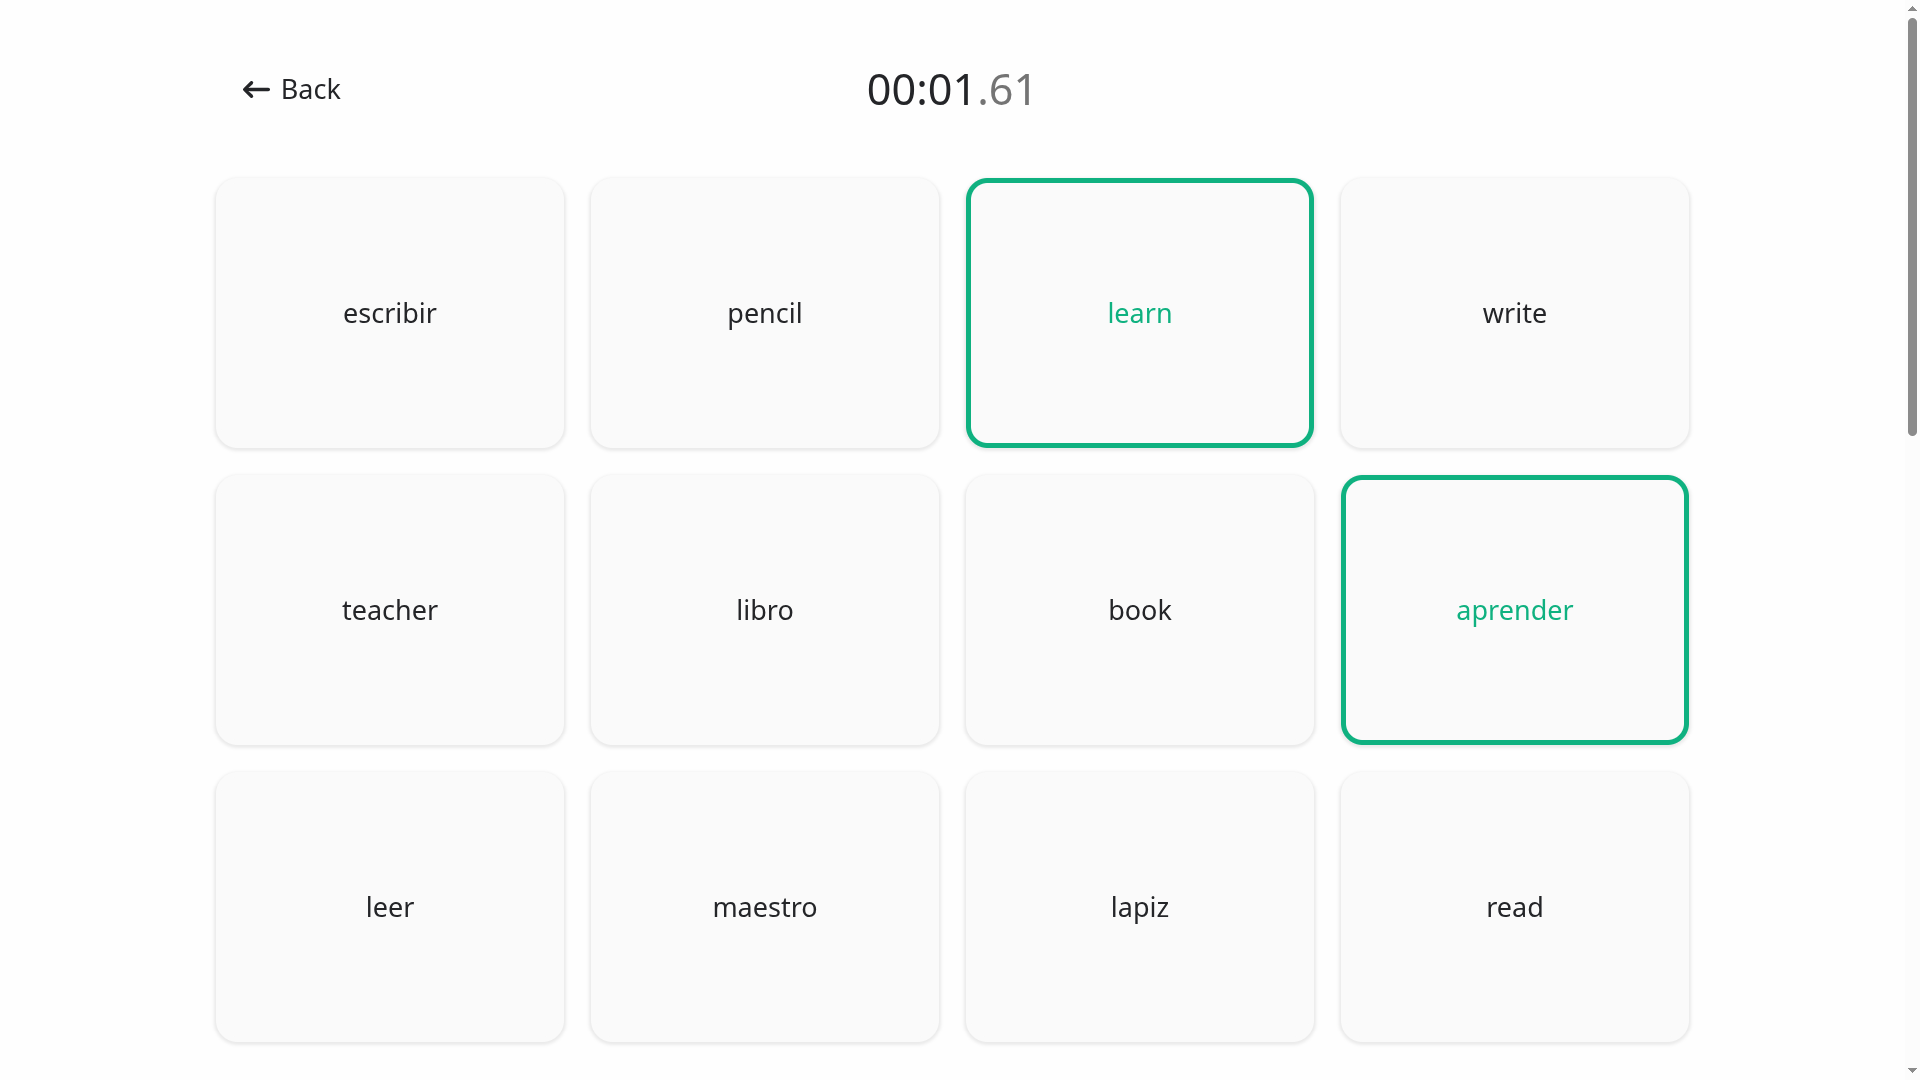 Back
00:01.61
escribir
pencil
learn
write
teacher
libro
book
aprender
leer
maestro
lapiz
read